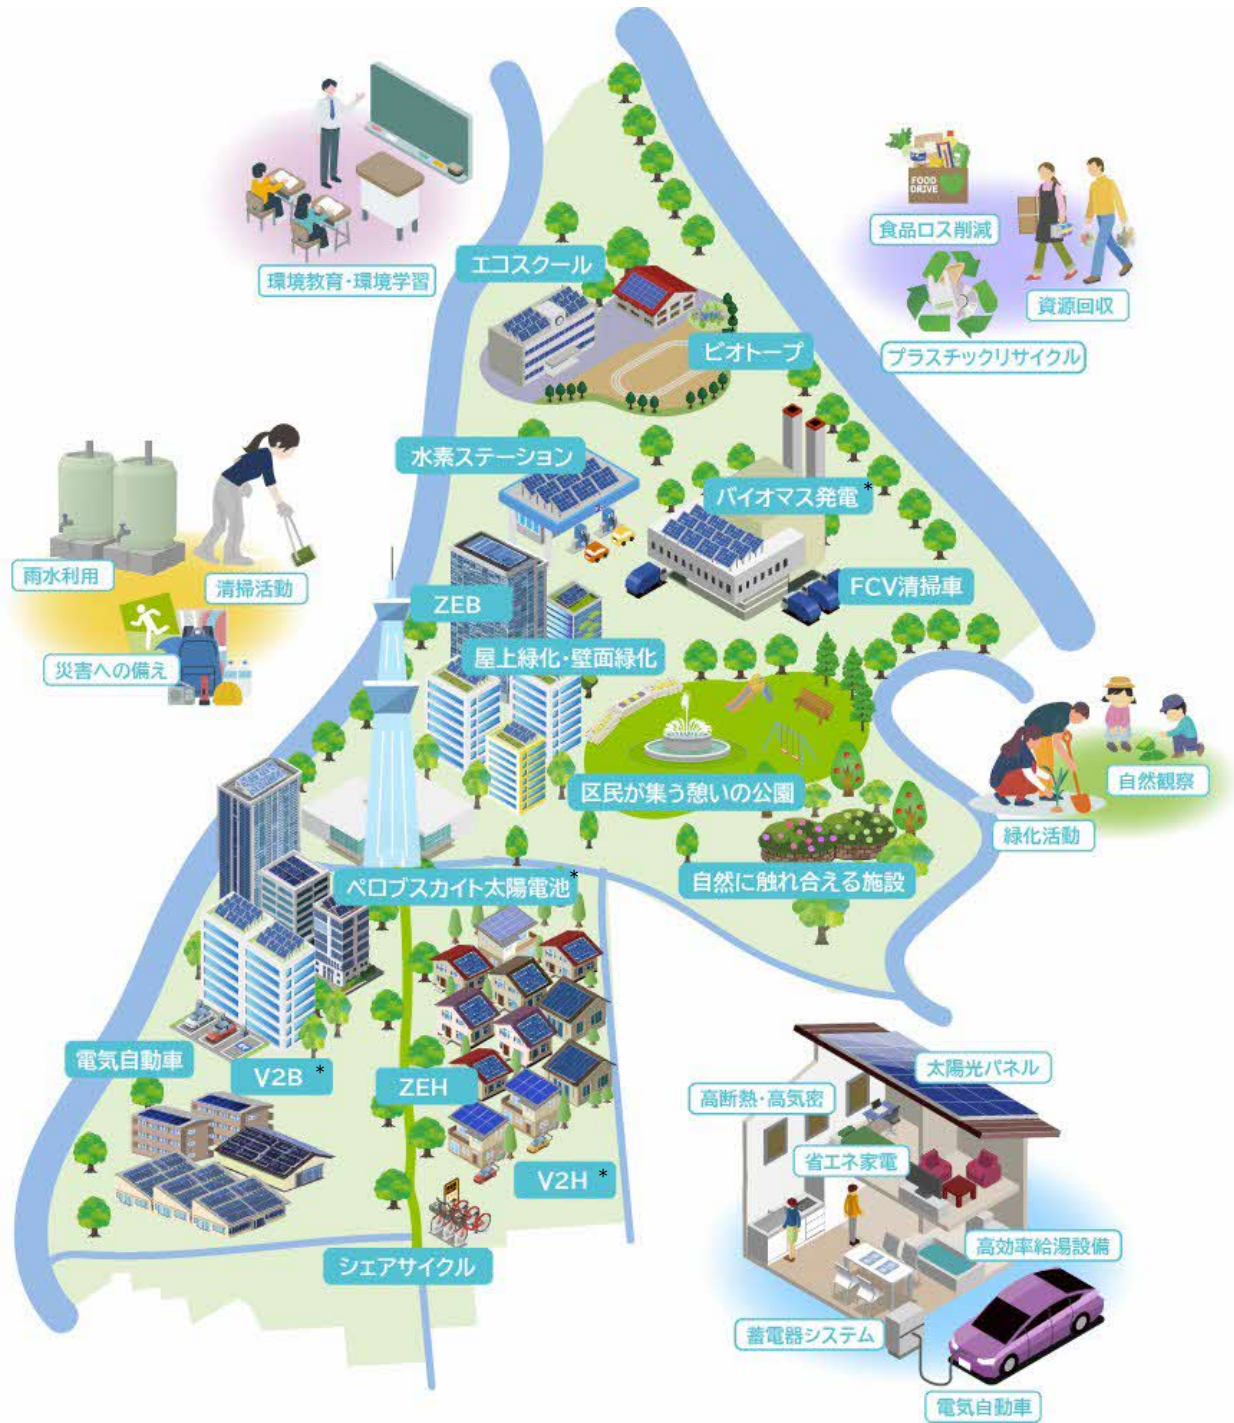 環境教育・環境学習
エコスクール
ビオトープ
FOOD
DRIVE
食品ロス削減
資源回収
プラスチックリサイクル
水素ステーション
バイオマス発電*
FCV清掃車
雨水利用
清掃活動
災害への備え
ZEB
屋上緑化・壁面緑化
区民が集う憩いの公園
自然観察
緑化活動
自然に触れ合える施設
ペロブスカイト太陽電池*
電気自動車
V2B *
ZEH
V2H *
シェアサイクル
太陽光パネル
高断熱・高気密
省エネ家電
高効率給湯設備
蓄電器システム
電気自動車